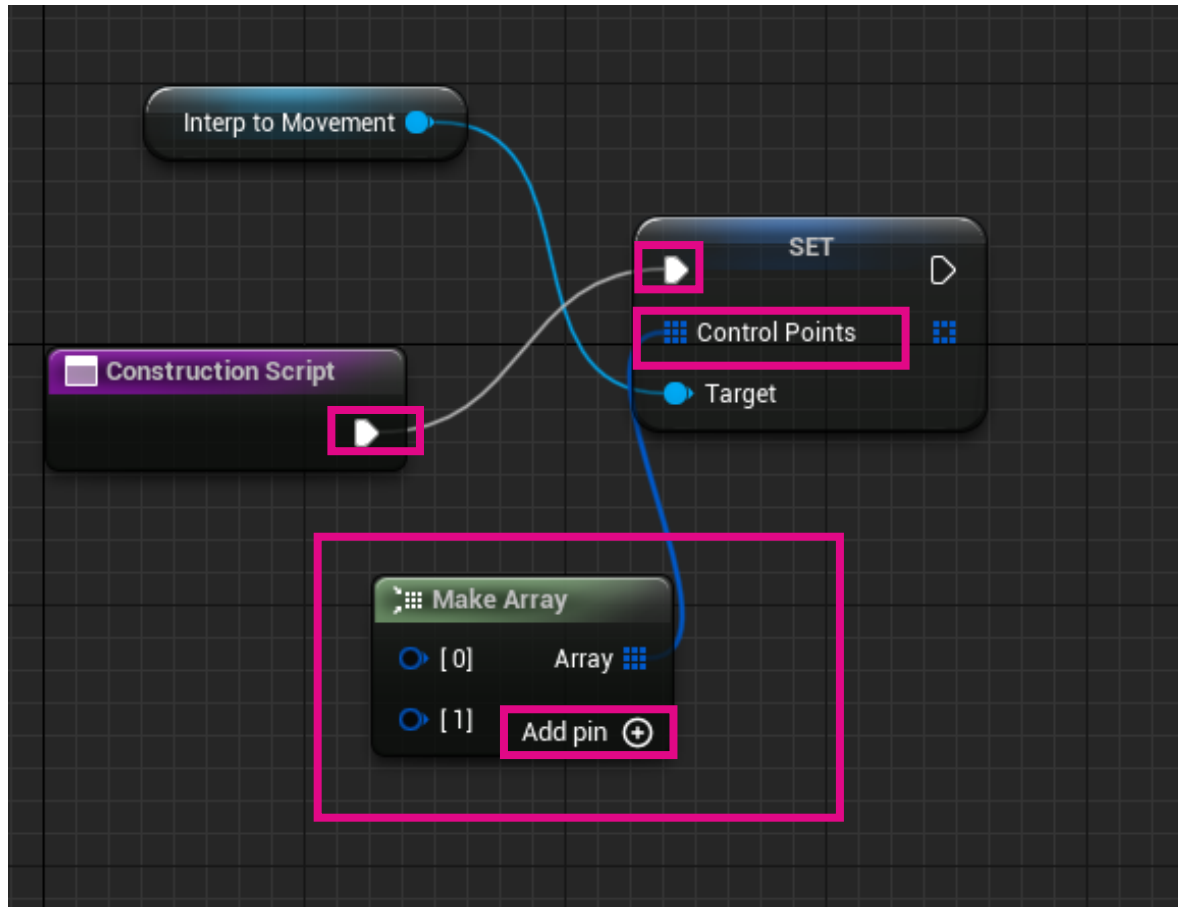 Interp to Movement
SET
Control Points
Construction Script
Target
Make Array
[ 0] Array
[ 1] Add pin